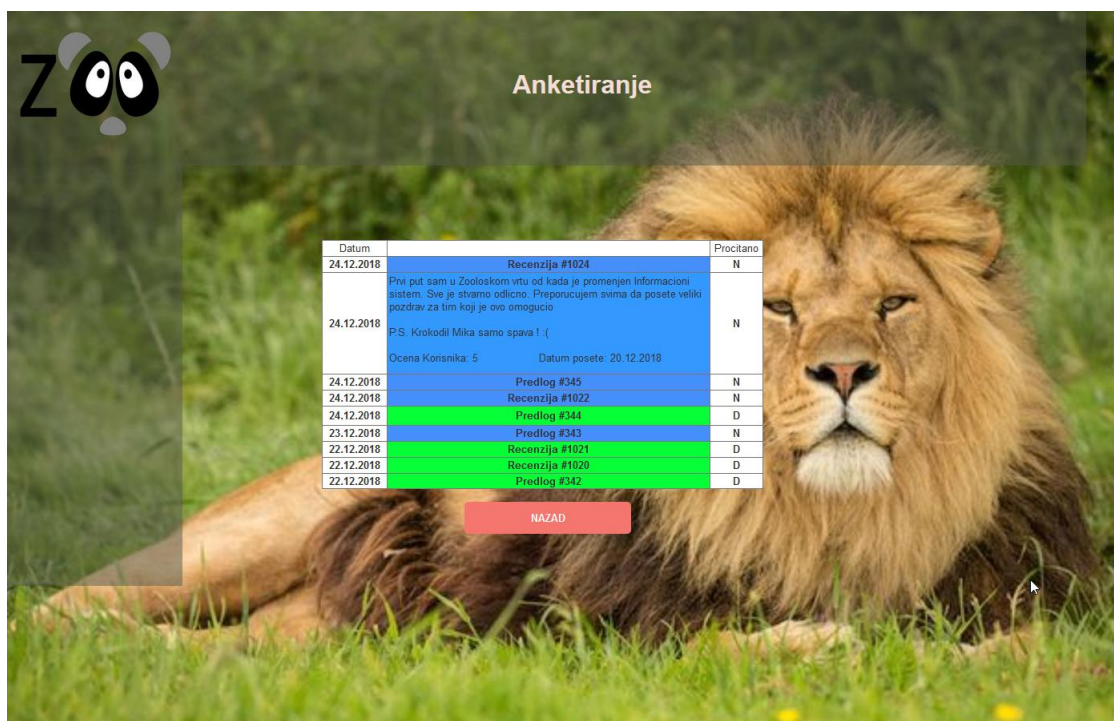 ZOO
Anketiranje
Datum Procitano
24.12.2018 Recenzija #1024 N
24.12.2018 N
Prvi put sam u Zooloskom vrtu od kada je promenjen Informacioni
sistem. Sve je stvarno odlicno. Preporucujem svima da posete veliki
pozdrav za tim koji je ovo omogucio
P.S. Krokodil Mika samo spava ! :(
Ocena Korisnika: 5 Datum posete: 20.12.2018
24.12.2018 Predlog #345 N
24.12.2018 Recenzija #1022 N
24.12.2018 Predlog #344 D
23.12.2018 Predlog #343 N
22.12.2018 Recenzija #1021 D
22.12.2018 Recenzija #1020 D
22.12.2018 Predlog #342 D
NAZAD